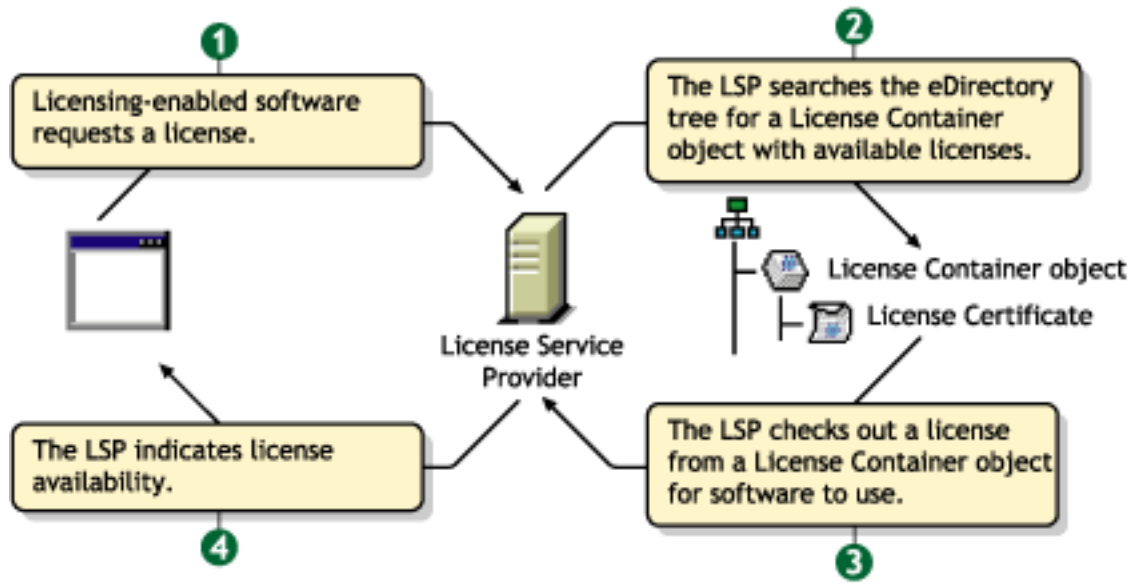 1
Licensing-enabled software
requests a license.
2
The LSP searches the eDirectory
tree for a License Container
object with available licenses.
License Container object
License Certificate
License Service
Provider
3
The LSP checks out a license
from a License Container object
for software to use.
4
The LSP indicates license
availability.